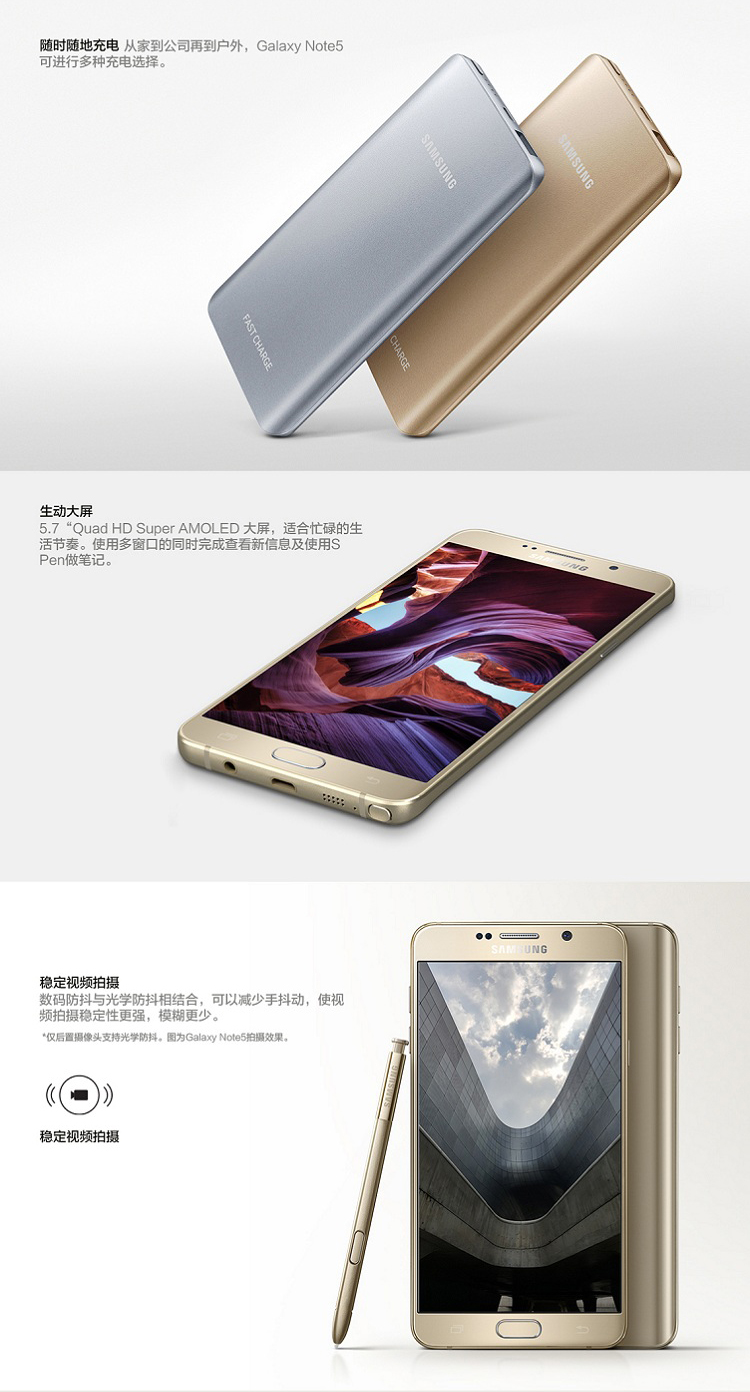 随时随地充电 从家到公司再到户外，Galaxy Note5
可进行多种充电选择。
SAMSUNG
SAMSUNG
FAST CHARGE
CHARGE
生动大屏
5.7“Quad HD Super AMOLED 大屏，适合忙碌的生
活节奏。使用多窗口的同时完成查看新信息及使用S
Pen做笔记。
SAMSUNG
稳定视频拍摄
数码防抖与光学防抖相结合，可以减少手抖动，使视
频拍摄稳定性更强，模糊更少。
*仅后置摄像头支持光学防抖。图为Galaxy Note5拍摄效果。
稳定视频拍摄
SAMSUNG
SAMSUNG